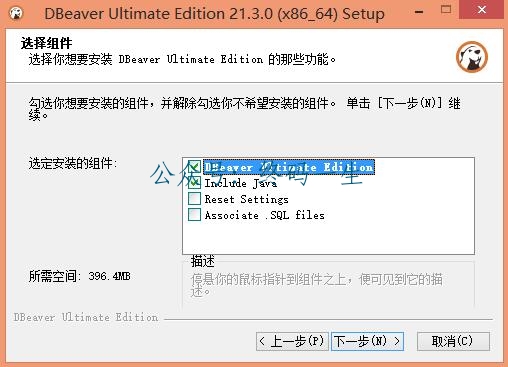 DBeaver Ultimate Edition 21.3.0 (x86_64) Setup
选择组件
选择你想要安装 DBeaver Ultimate Edition 的那些功能。
勾选你想要安装的组件，并解除勾选你不希望安装的组件。 单击 [下一步(N)] 继
续。
选定安装的组件:
DBeaver Ultimate Edition
Include Java
Reset Settings
Associate .SQL files
公众号
所需空间: 396.4MB
描述
停悬你的鼠标指针到组件之上，便可见到它的描
述。
DBeaver Ultimate Edition
< 上一步(P)
下一步(N) >
取消(C)